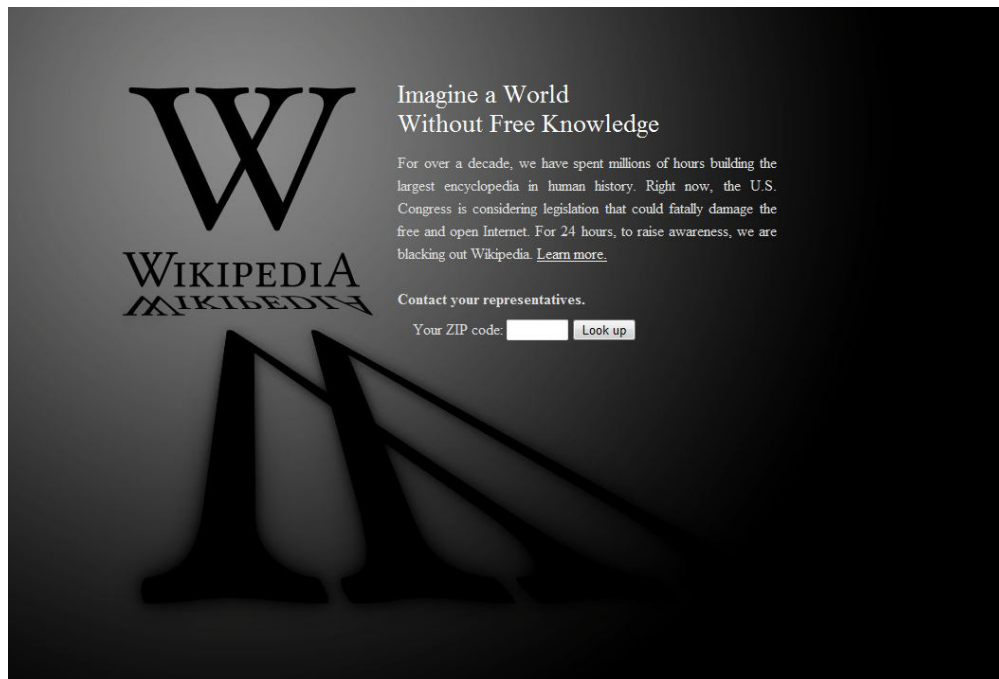 W
WIKIPEDIA
WIKIPEDIA
Imagine a World
Without Free Knowledge
For over a decade, we have spent millions of hours building the
largest encyclopedia in human history. Right now, the U.S.
Congress is considering legislation that could fatally damage the
free and open Internet. For 24 hours, to raise awareness, we are
blacking out Wikipedia. Learn more.
Contact your representatives.
Your ZIP code: Look up